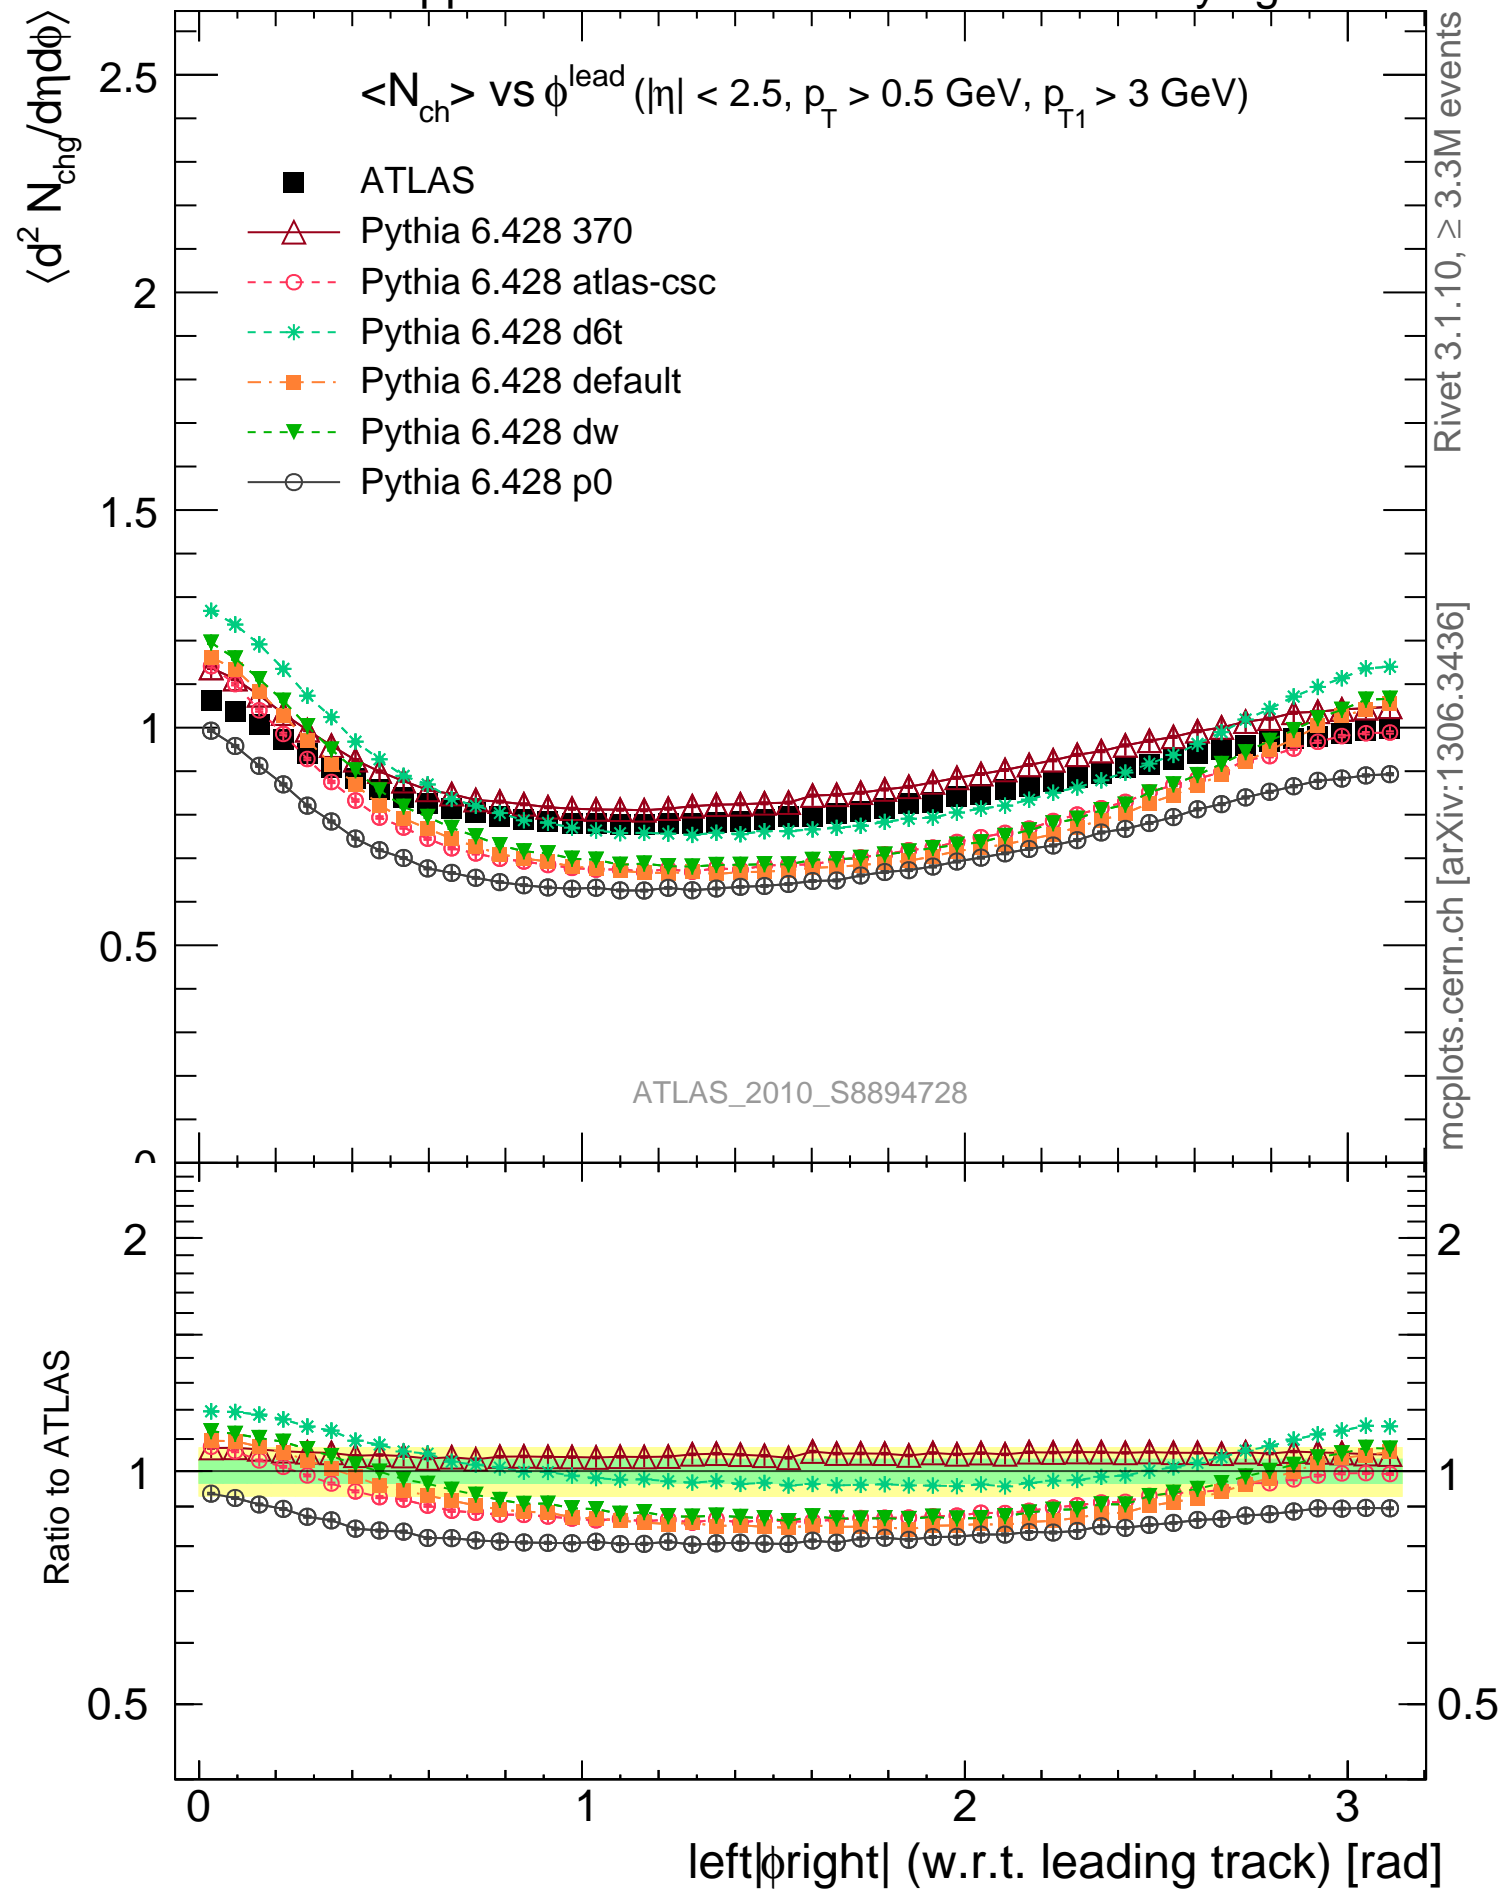 ⟨d² N_chg/dηdϕ⟩
<N_ch> vs ϕ^lead (|η| < 2.5, p_T > 0.5 GeV, p_T1 > 3 GeV)
ATLAS
Pythia 6.428 370
Pythia 6.428 atlas-csc
Pythia 6.428 d6t
Pythia 6.428 default
Pythia 6.428 dw
Pythia 6.428 p0
2.5
2
1.5
1
0.5
ATLAS_2010_S8894728
Rivet 3.1.10, ≥ 3.3M events
mcplots.cern.ch [arXiv:1306.3436]
Ratio to ATLAS
2
1
0.5
2
1
0.5
0 1 2 3
left|ϕright| (w.r.t. leading track) [rad]